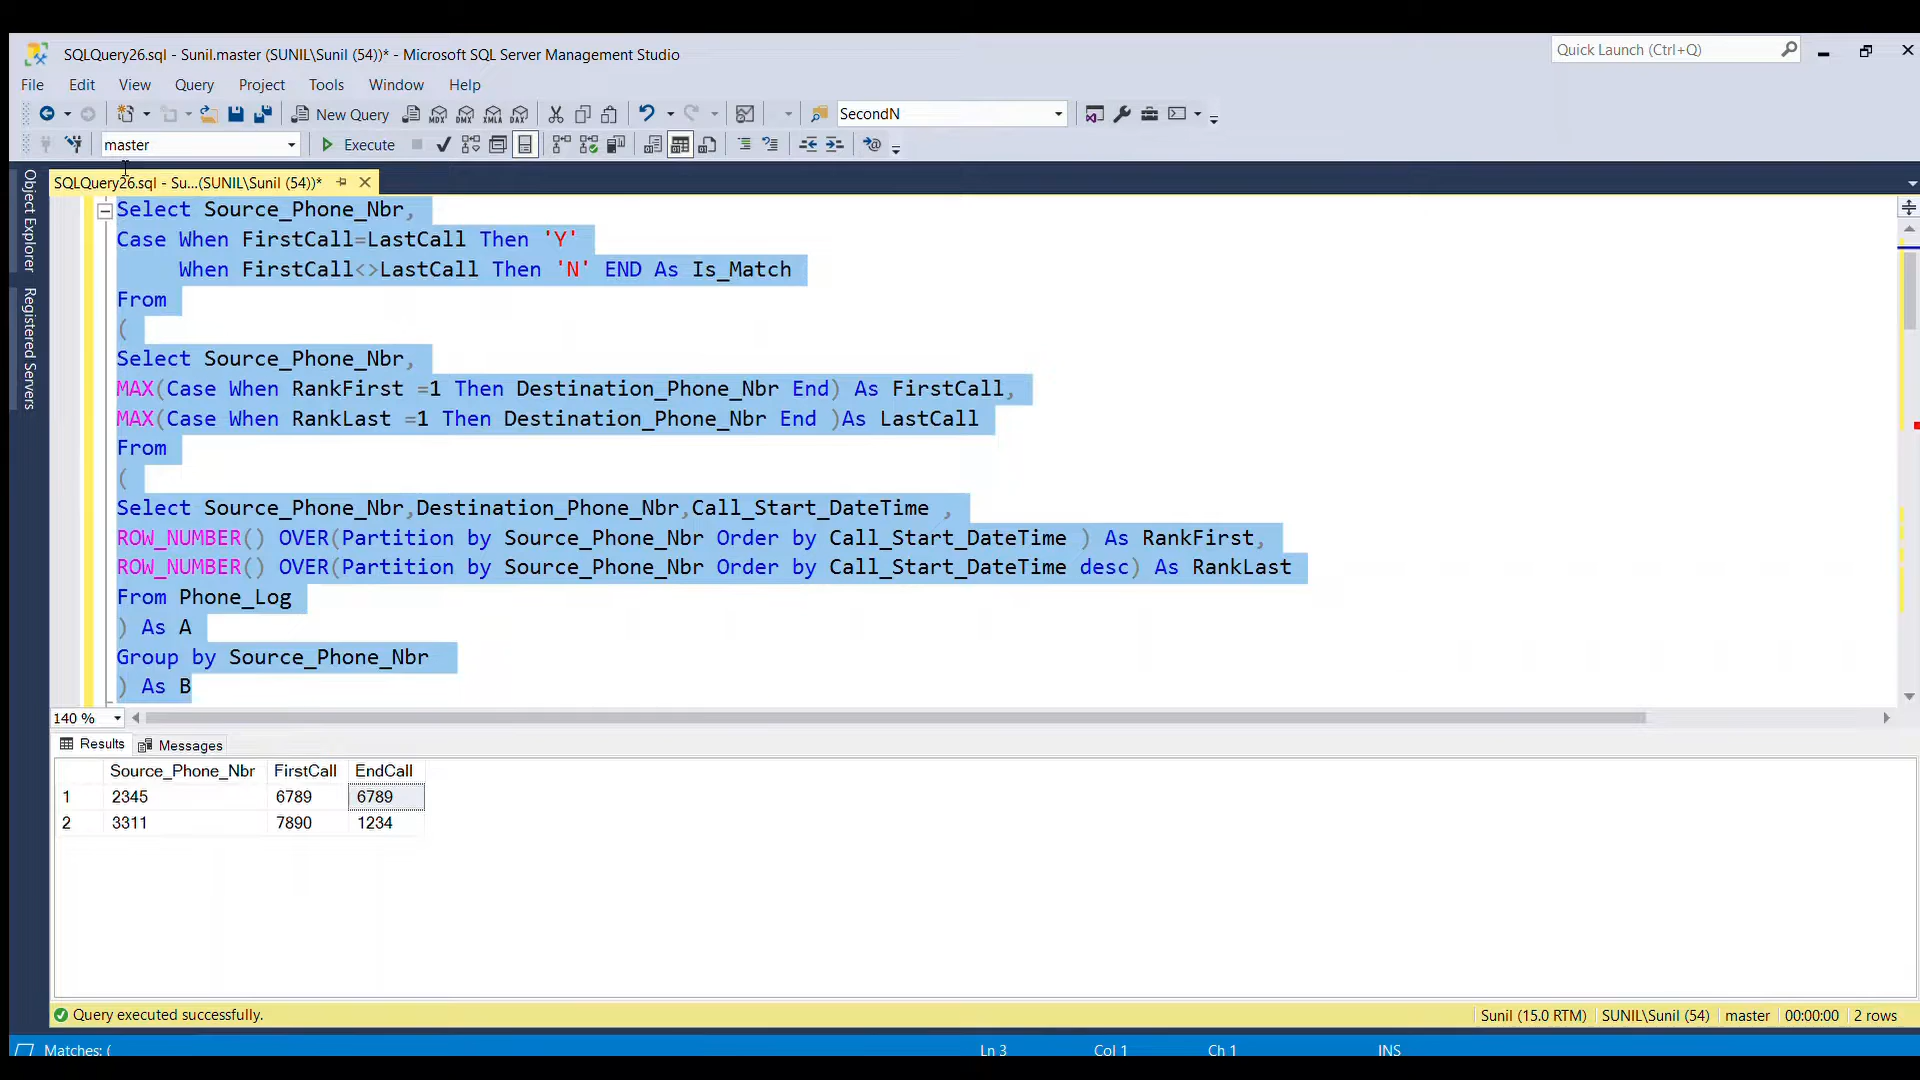 SQLQuery26.sql - Sunil.master (SUNIL\Sunil (54))* - Microsoft SQL Server Management Studio
Quick Launch (Ctrl+Q)
File Edit View Query Project Tools Window Help
New Query MDX DMX XMLA DAX SecondN
master Execute
SQLQuery26.sql - Su...(SUNIL\Sunil (54))*
Object Explorer
Registered Servers
Select Source_Phone_Nbr,
Case When FirstCall=LastCall Then 'Y'
When FirstCall<>LastCall Then 'N' END As Is_Match
From
(
Select Source_Phone_Nbr,
MAX(Case When RankFirst =1 Then Destination_Phone_Nbr End) As FirstCall,
MAX(Case When RankLast =1 Then Destination_Phone_Nbr End )As LastCall
From
(
Select Source_Phone_Nbr,Destination_Phone_Nbr,Call_Start_DateTime ,
ROW_NUMBER() OVER(Partition by Source_Phone_Nbr Order by Call_Start_DateTime ) As RankFirst,
ROW_NUMBER() OVER(Partition by Source_Phone_Nbr Order by Call_Start_DateTime desc) As RankLast
From Phone_Log
) As A
Group by Source_Phone_Nbr
) As B
140 %
Results Messages
Source_Phone_Nbr FirstCall EndCall
1 2345 6789 6789
2 3311 7890 1234
Query executed successfully.
Sunil (15.0 RTM) SUNIL\Sunil (54) master 00:00:00 2 rows
Matches: ( Ln 3 Col 1 Ch 1 INS